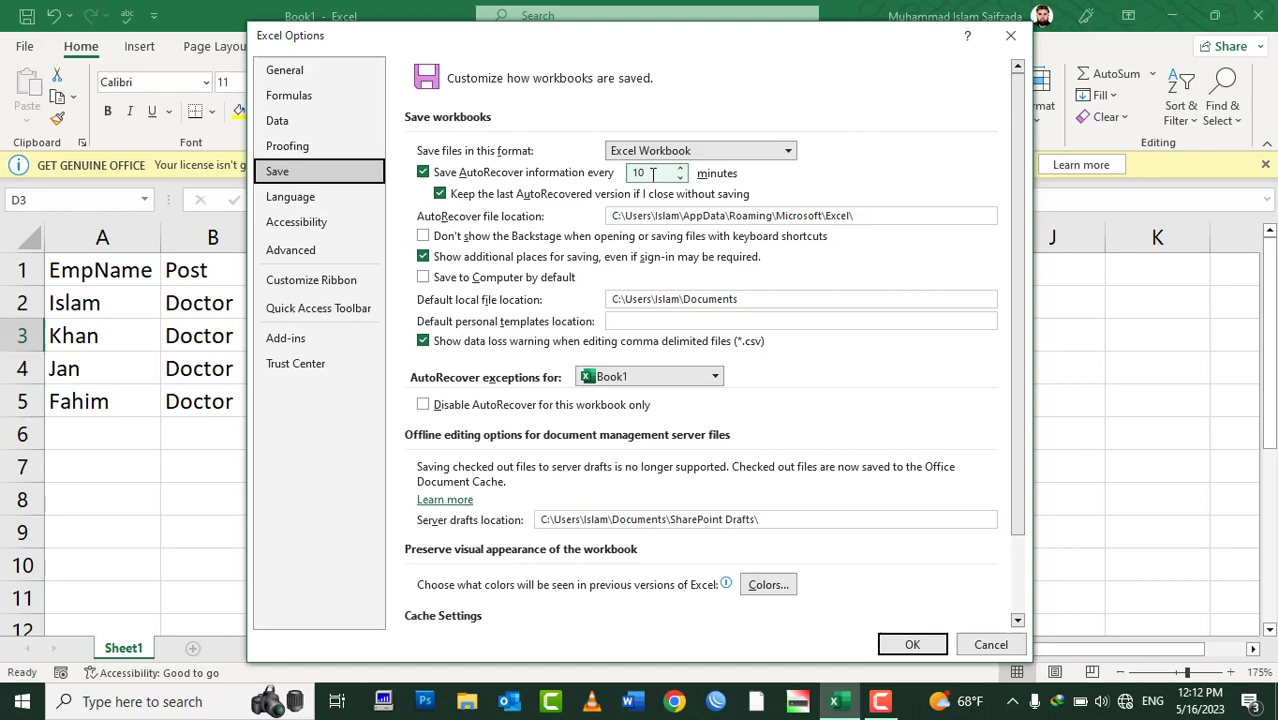 Book1 - Excel
Search
Muhammad Islam Saifzada
File Home Insert Page Layou
Share
Excel Options
?
General
Formulas
Data
Proofing
Save
Language
Accessibility
Advanced
Customize Ribbon
Quick Access Toolbar
Add-ins
Trust Center
Customize how workbooks are saved.
Save workbooks
Save files in this format: Excel Workbook
Save AutoRecover information every 10 minutes
Keep the last AutoRecovered version if I close without saving
AutoRecover file location: C:\Users\Islam\AppData\Roaming\Microsoft\Excel\
Don't show the Backstage when opening or saving files with keyboard shortcuts
Show additional places for saving, even if sign-in may be required.
Save to Computer by default
Default local file location: C:\Users\Islam\Documents
Default personal templates location:
Show data loss warning when editing comma delimited files (*.csv)
AutoRecover exceptions for: Book1
Disable AutoRecover for this workbook only
Offline editing options for document management server files
Saving checked out files to server drafts is no longer supported. Checked out files are now saved to the Office
Document Cache.
Learn more
Server drafts location: C:\Users\Islam\Documents\SharePoint Drafts\
Preserve visual appearance of the workbook
Choose what colors will be seen in previous versions of Excel: Colors...
Cache Settings
OK Cancel
Paste
Clipboard
Calibri 11
B I U
Font
AutoSum
Fill
Clear
Sort &
Filter
Find &
Select
Editing
GET GENUINE OFFICE Your license isn't g
Learn more
D3
A B J K
1 EmpName Post
2 Islam Doctor
3 Khan Doctor
4 Jan Doctor
5 Fahim Doctor
6
7
8
9
10
11
12
Sheet1
Ready Accessibility: Good to go
175%
Type here to search
68°F
ENG
12:12 PM
5/16/2023
3